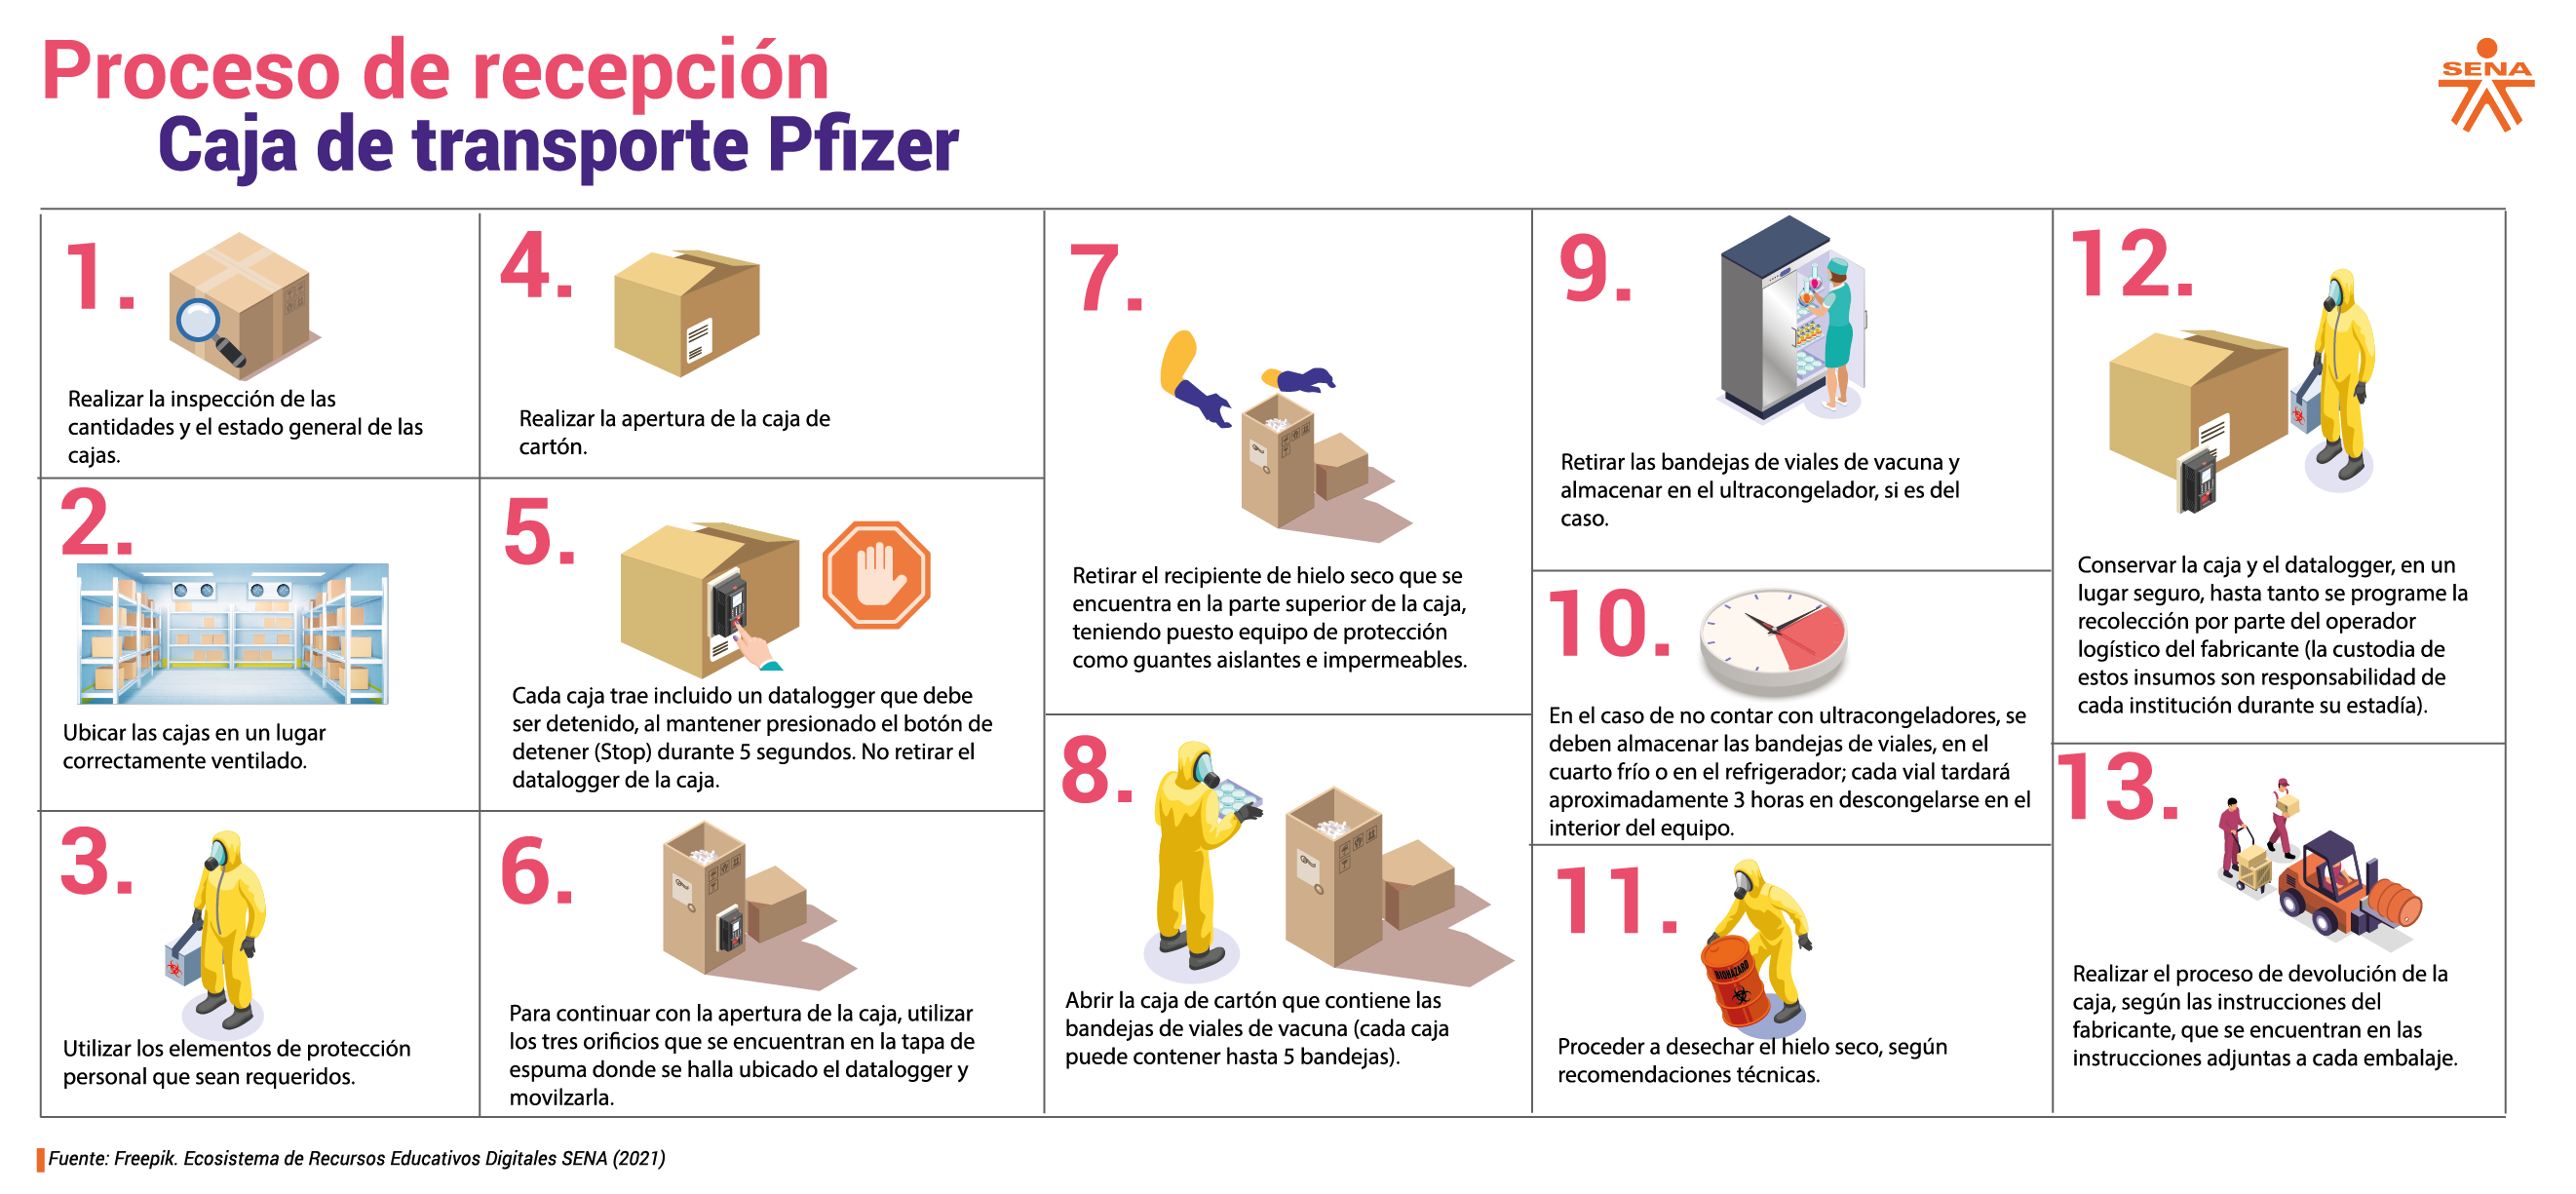 Proceso de recepción
Caja de transporte Pfizer
SENA
1.
Realizar la inspección de las
cantidades y el estado general de las
cajas.
2.
Ubicar las cajas en un lugar
correctamente ventilado.
3.
Utilizar los elementos de protección
personal que sean requeridos.
4.
Realizar la apertura de la caja de
cartón.
5.
Cada caja trae incluido un datalogger que debe
ser detenido, al mantener presionado el botón de
detener (Stop) durante 5 segundos. No retirar el
datalogger de la caja.
6.
Para continuar con la apertura de la caja, utilizar
los tres orificios que se encuentran en la tapa de
espuma donde se halla ubicado el datalogger y
movilzarla.
7.
Retirar el recipiente de hielo seco que se
encuentra en la parte superior de la caja,
teniendo puesto equipo de protección
como guantes aislantes e impermeables.
8.
Abrir la caja de cartón que contiene las
bandejas de viales de vacuna (cada caja
puede contener hasta 5 bandejas).
9.
Retirar las bandejas de viales de vacuna y
almacenar en el ultracongelador, si es del
caso.
10.
En el caso de no contar con ultracongeladores, se
deben almacenar las bandejas de viales, en el
cuarto frío o en el refrigerador; cada vial tardará
aproximadamente 3 horas en descongelarse en el
interior del equipo.
11.
BIOHAZARD
Proceder a desechar el hielo seco, según
recomendaciones técnicas.
12.
Conservar la caja y el datalogger, en un
lugar seguro, hasta tanto se programe la
recolección por parte del operador
logístico del fabricante (la custodia de
estos insumos son responsabilidad de
cada institución durante su estadía).
13.
Realizar el proceso de devolución de la
caja, según las instrucciones del
fabricante, que se encuentran en las
instrucciones adjuntas a cada embalaje.
Fuente: Freepik. Ecosistema de Recursos Educativos Digitales SENA (2021)